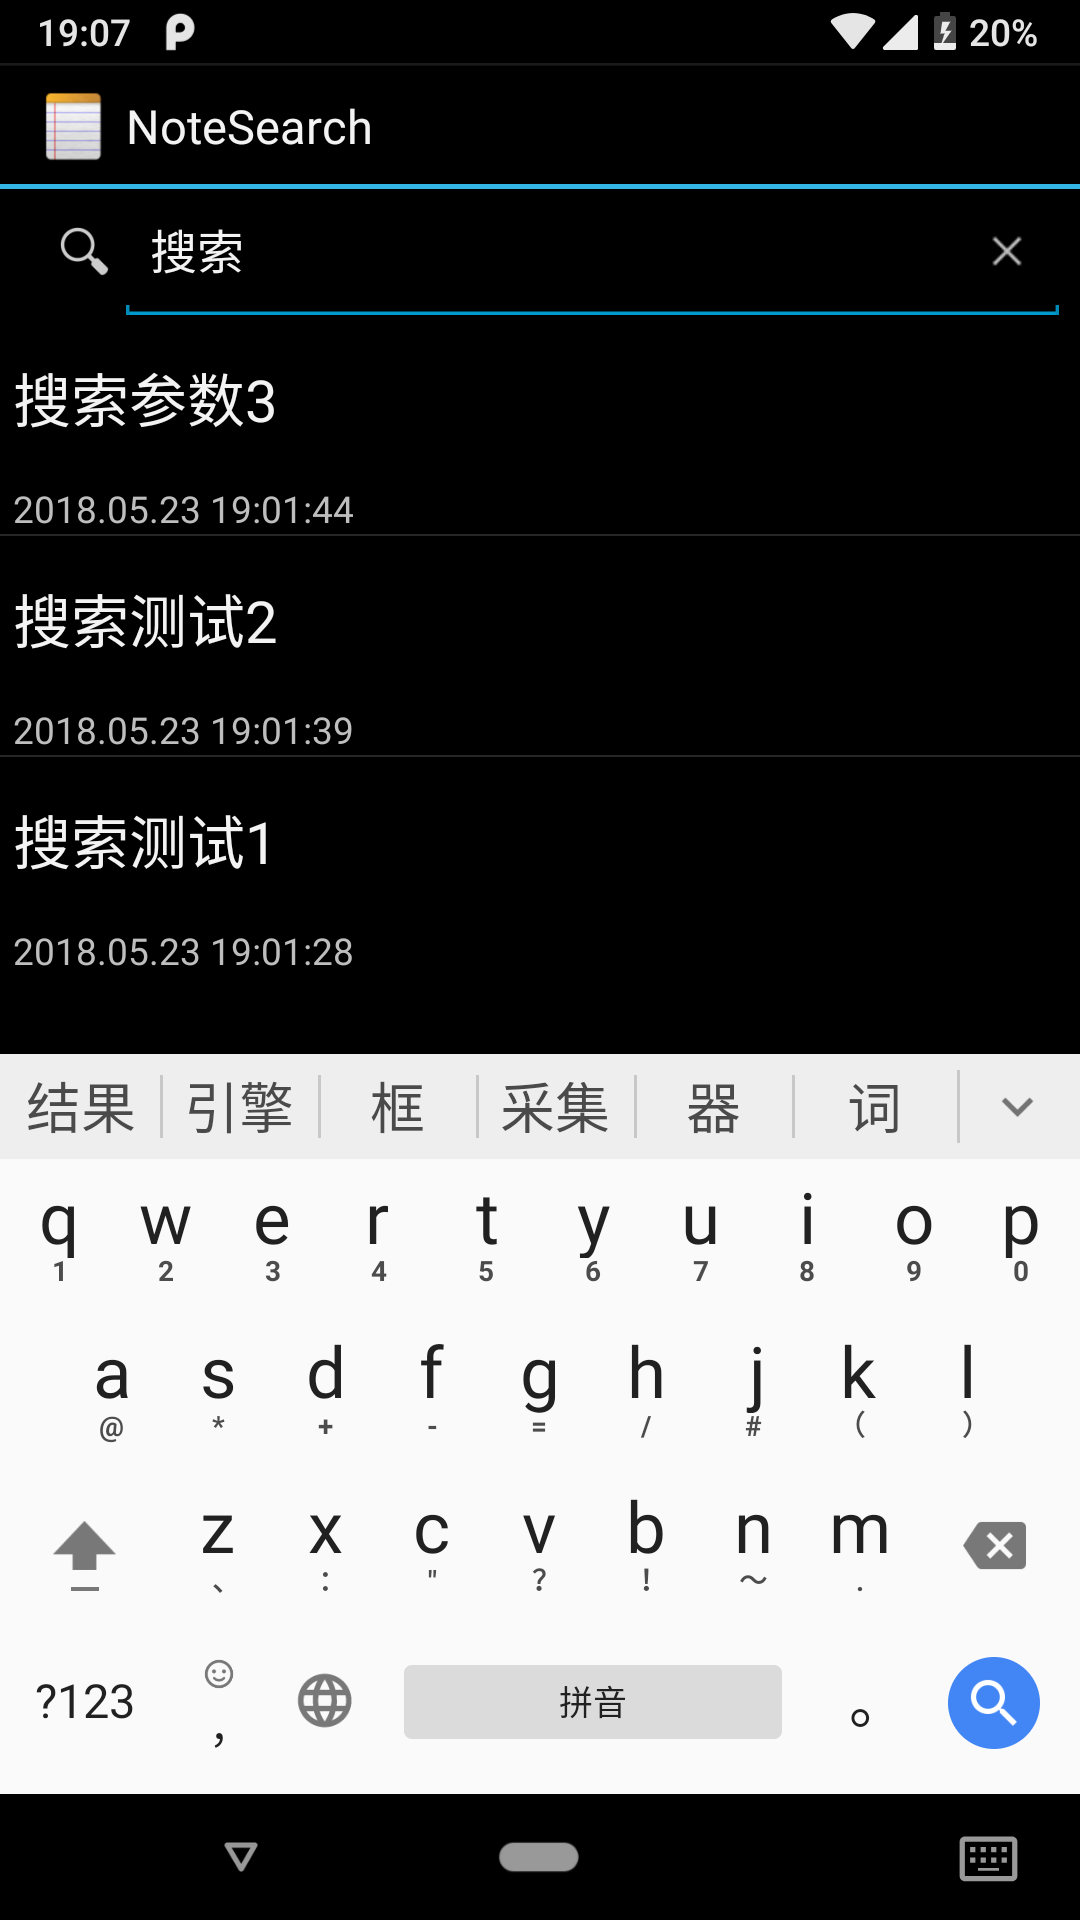 19:07 20%
NoteSearch
搜索
搜索参数3
2018.05.23 19:01:44
搜索测试2
2018.05.23 19:01:39
搜索测试1
2018.05.23 19:01:28
结果 引擎 框 采集 器 词
q w e r t y u i o p
1 2 3 4 5 6 7 8 9 0
a s d f g h j k l
@ * + - = / # （ ）
z x c v b n m
、 : " ? ! ～ .
?123 ， 拼音 。